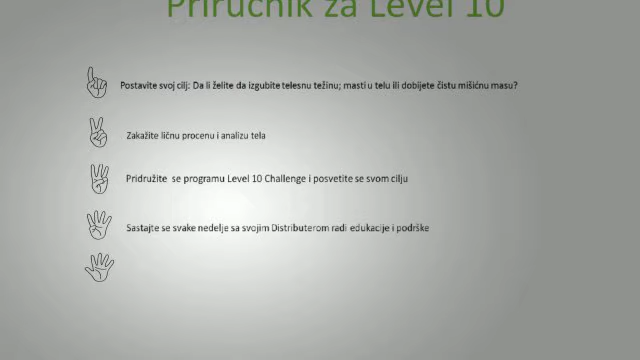 Priručnik za Level 10
Postavite svoj cilj: Da li želite da izgubite telesnu težinu; masti u telu ili dobijete čistu mišićnu masu?
Zakažite ličnu procenu i analizu tela
Pridružite se programu Level 10 Challenge i posvetite se svom cilju
Sastajte se svake nedelje sa svojim Distributerom radi edukacije i podrške